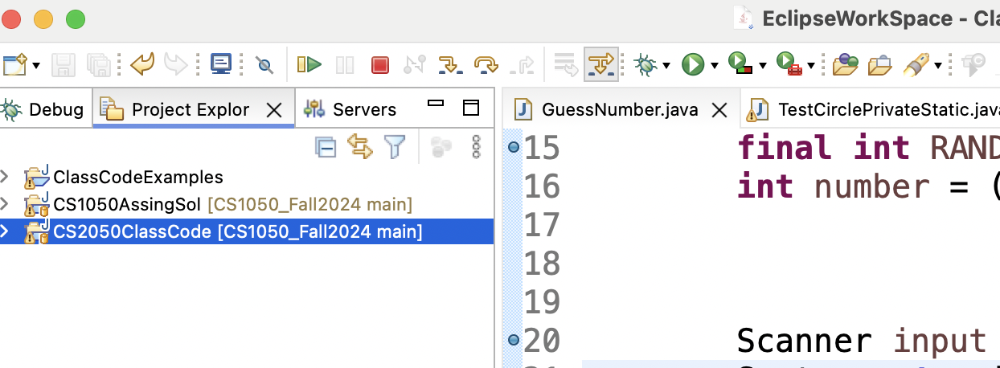 EclipseWorkSpace - Cla
Debug
Project Explor
Servers
GuessNumber.java
TestCirclePrivateStatic.java
ClassCodeExamples
CS1050AssingSol [CS1050_Fall2024 main]
CS2050ClassCode [CS1050_Fall2024 main]
15 final int RAND
16 int number = (
17
18
19
20 Scanner input